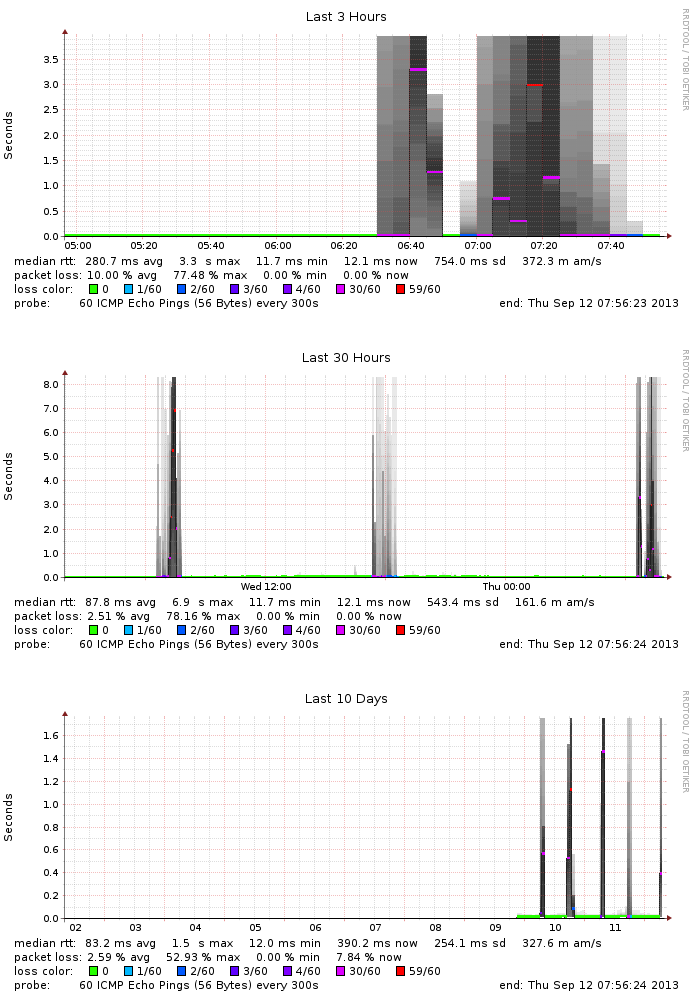 Last 3 Hours
RRDTOOL / TOBI OETIKER
Seconds
3.5
3.0
2.5
2.0
1.5
1.0
0.5
0.0
05:00 05:20 05:40 06:00 06:20 06:40 07:00 07:20 07:40
median rtt: 280.7 ms avg 3.3 s max 11.7 ms min 12.1 ms now 754.0 ms sd 372.3 m am/s
packet loss: 10.00 % avg 77.48 % max 0.00 % min 0.00 % now
loss color: 0 1/60 2/60 3/60 4/60 30/60 59/60
probe: 60 ICMP Echo Pings (56 Bytes) every 300s end: Thu Sep 12 07:56:23 2013
Last 30 Hours
RRDTOOL / TOBI OETIKER
Seconds
8.0
7.0
6.0
5.0
4.0
3.0
2.0
1.0
0.0
Wed 12:00 Thu 00:00
median rtt: 87.8 ms avg 6.9 s max 11.7 ms min 12.1 ms now 543.4 ms sd 161.6 m am/s
packet loss: 2.51 % avg 78.16 % max 0.00 % min 0.00 % now
loss color: 0 1/60 2/60 3/60 4/60 30/60 59/60
probe: 60 ICMP Echo Pings (56 Bytes) every 300s end: Thu Sep 12 07:56:24 2013
Last 10 Days
RRDTOOL / TOBI OETIKER
Seconds
1.6
1.4
1.2
1.0
0.8
0.6
0.4
0.2
0.0
02 03 04 05 06 07 08 09 10 11
median rtt: 83.2 ms avg 1.5 s max 12.0 ms min 390.2 ms now 254.1 ms sd 327.6 m am/s
packet loss: 2.59 % avg 52.93 % max 0.00 % min 7.84 % now
loss color: 0 1/60 2/60 3/60 4/60 30/60 59/60
probe: 60 ICMP Echo Pings (56 Bytes) every 300s end: Thu Sep 12 07:56:24 2013